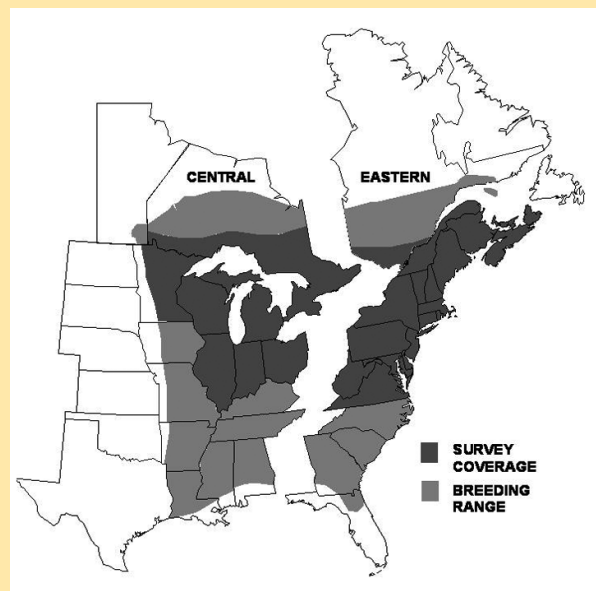 CENTRAL
EASTERN
SURVEY
COVERAGE
BREEDING
RANGE